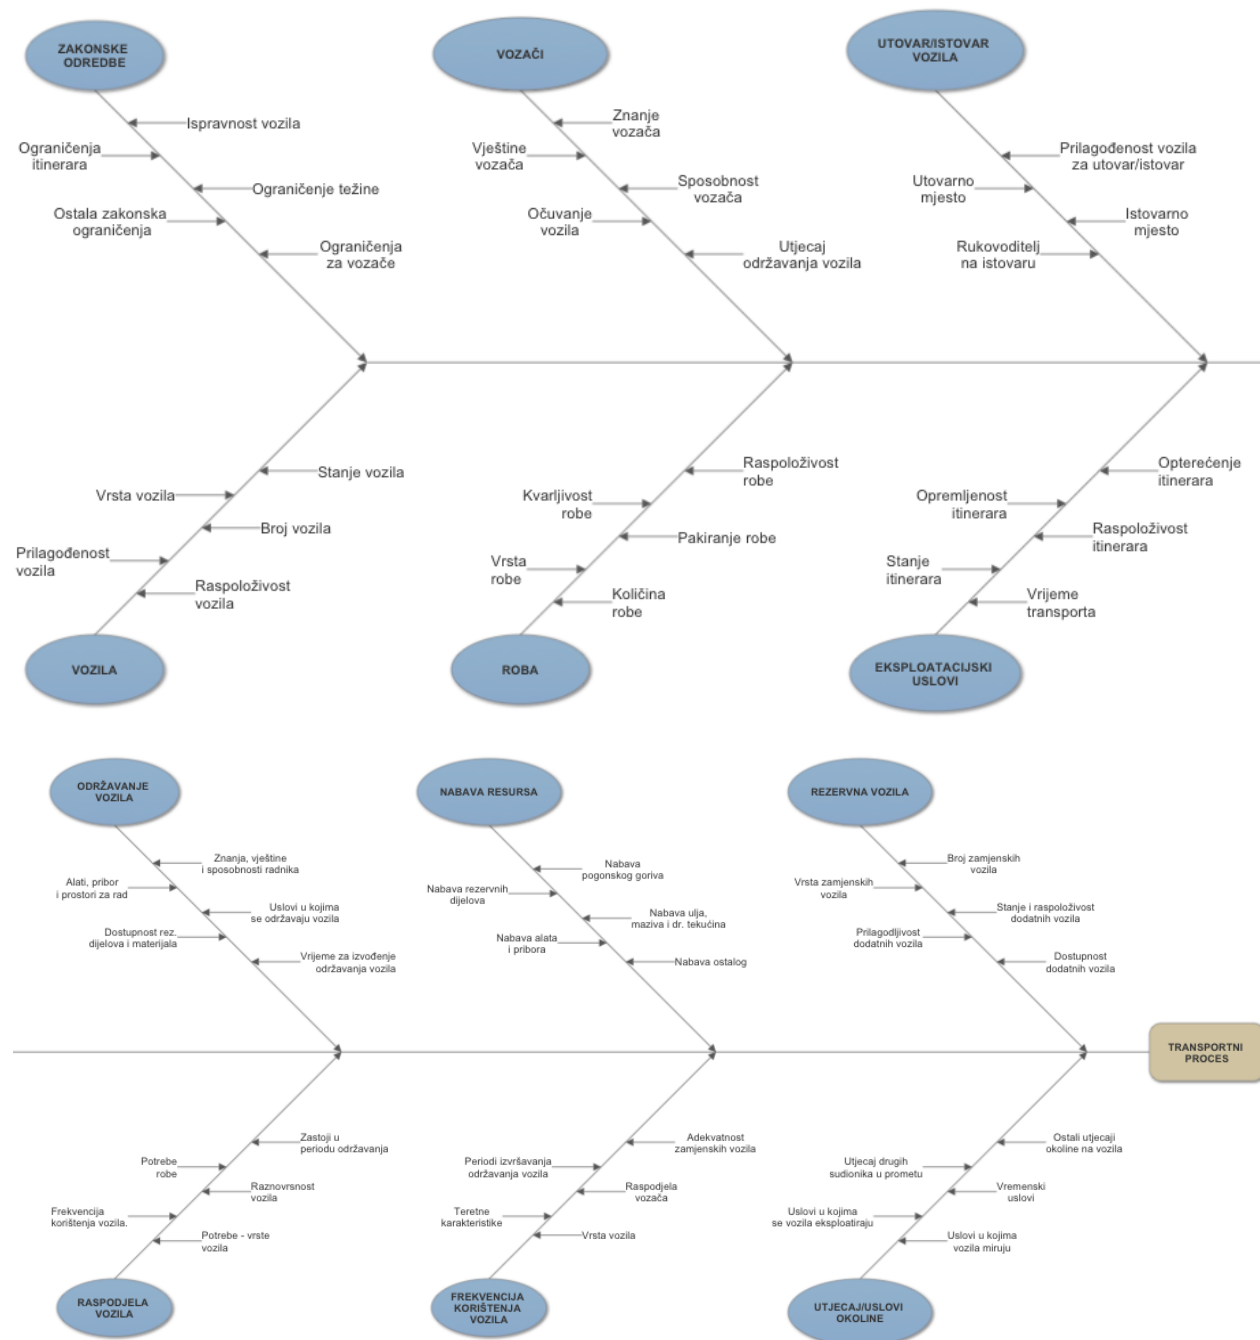 ZAKONSKE
ODREDBE
VOZAČI
UTOVAR/ISTOVAR
VOZILA
Ispravnost vozila
Ograničenja
itinerara
Ograničenje težine
Ostala zakonska
ograničenja
Ograničenja
za vozače
Znanje
vozača
Vještine
vozača
Sposobnost
vozača
Očuvanje
vozila
Utjecaj
održavanja vozila
Prilagođenost vozila
za utovar/istovar
Utovarno
mjesto
Istovarno
mjesto
Rukovoditelj
na istovaru
Stanje vozila
Vrsta vozila
Broj vozila
Prilagođenost
vozila
Raspoloživost
vozila
VOZILA
Raspoloživost
robe
Kvarljivost
robe
Pakiranje robe
Vrsta
robe
Količina
robe
ROBA
Opterećenje
itinerara
Opremljenost
itinerara
Raspoloživost
itinerara
Stanje
itinerara
Vrijeme
transporta
EKSPLOATACIJSKI
USLOVI
ODRŽAVANJE
VOZILA
NABAVA RESURSA
REZERVNA VOZILA
Znanja, vještine
i sposobnosti radnika
Alati, pribor
i prostori za rad
Uslovi u kojima
se održavaju vozila
Dostupnost rez.
dijelova i materijala
Vrijeme za izvođenje
održavanja vozila
Nabava
pogonskog goriva
Nabava rezervnih
dijelova
Nabava ulja,
maziva i dr. tekućina
Nabava alata
i pribora
Nabava ostalog
Broj zamjenskih
vozila
Vrsta zamjenskih
vozila
Stanje i raspoloživost
dodatnih vozila
Prilagodljivost
dodatnih vozila
Dostupnost
dodatnih vozila
TRANSPORTNI
PROCES
Zastoji u
periodu održavanja
Potrebe
robe
Raznovrsnost
vozila
Frekvencija
korištenja vozila.
Potrebe - vrste
vozila
RASPODJELA
VOZILA
Adekvatnost
zamjenskih vozila
Periodi izvršavanja
održavanja vozila
Raspodjela
vozača
Teretne
karakteristike
Vrsta vozila
FREKVENCIJA
KORIŠTENJA
VOZILA
Ostali utjecaji
okoline na vozila
Utjecaj drugih
sudionika u prometu
Vremenski
uslovi
Uslovi u kojima
se vozila eksploatiraju
Uslovi u kojima
vozila miruju
UTJECAJ/USLOVI
OKOLINE